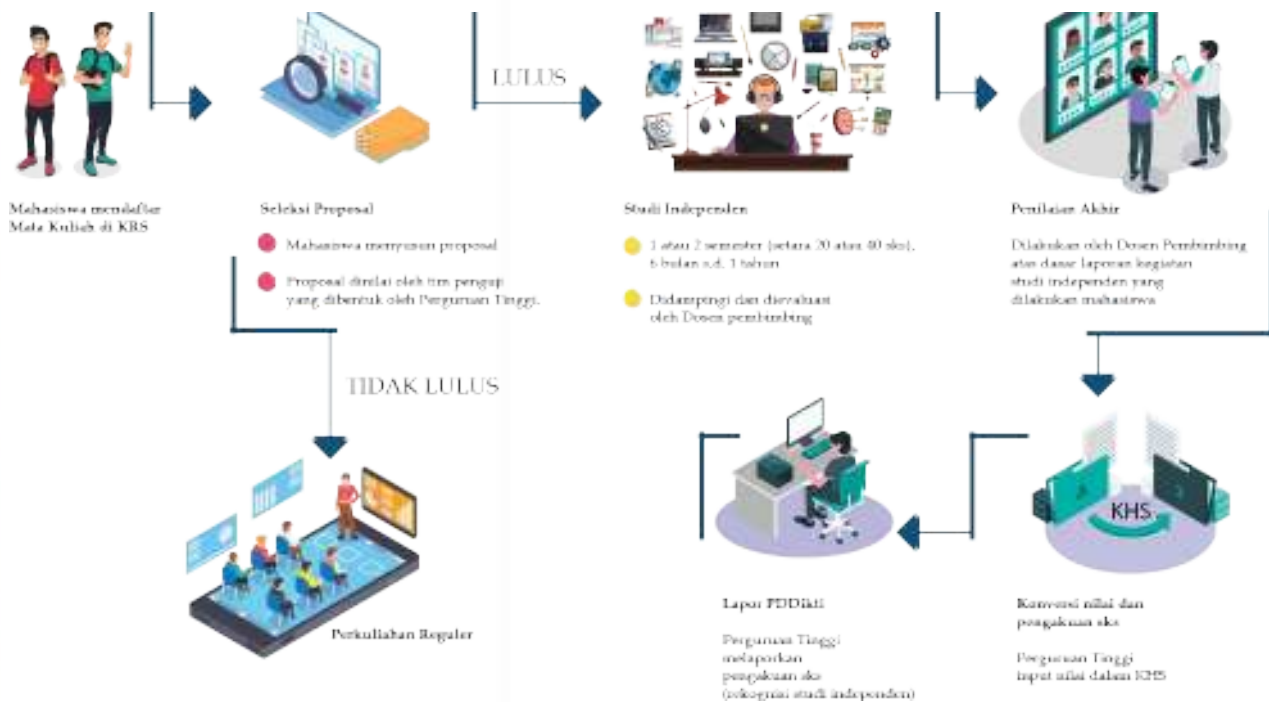 LULUS
Mahasiswa mendaftar
Mata Kuliah di KRS
Seleksi Proposal
Mahasiswa menyusun proposal
Proposal dinilai oleh tim penguji
yang dibentuk oleh Perguruan Tinggi.
Studi Independen
1 atau 2 semester (setara 20 atau 40 sks),
6 bulan s.d. 1 tahun
Didampingi dan dievaluasi
oleh Dosen pembimbing
Penilaian Akhir
Dilakukan oleh Dosen Pembimbing
atas dasar laporan kegiatan
studi independen yang
dilakukan mahasiswa
TIDAK LULUS
Perkuliahan Reguler
KHS
Lapor PDDikti
Perguruan Tinggi
melaporkan
pengakuan sks
(rekognisi studi independen)
Konversi nilai dan
pengakuan sks
Perguruan Tinggi
input nilai dalam KHS